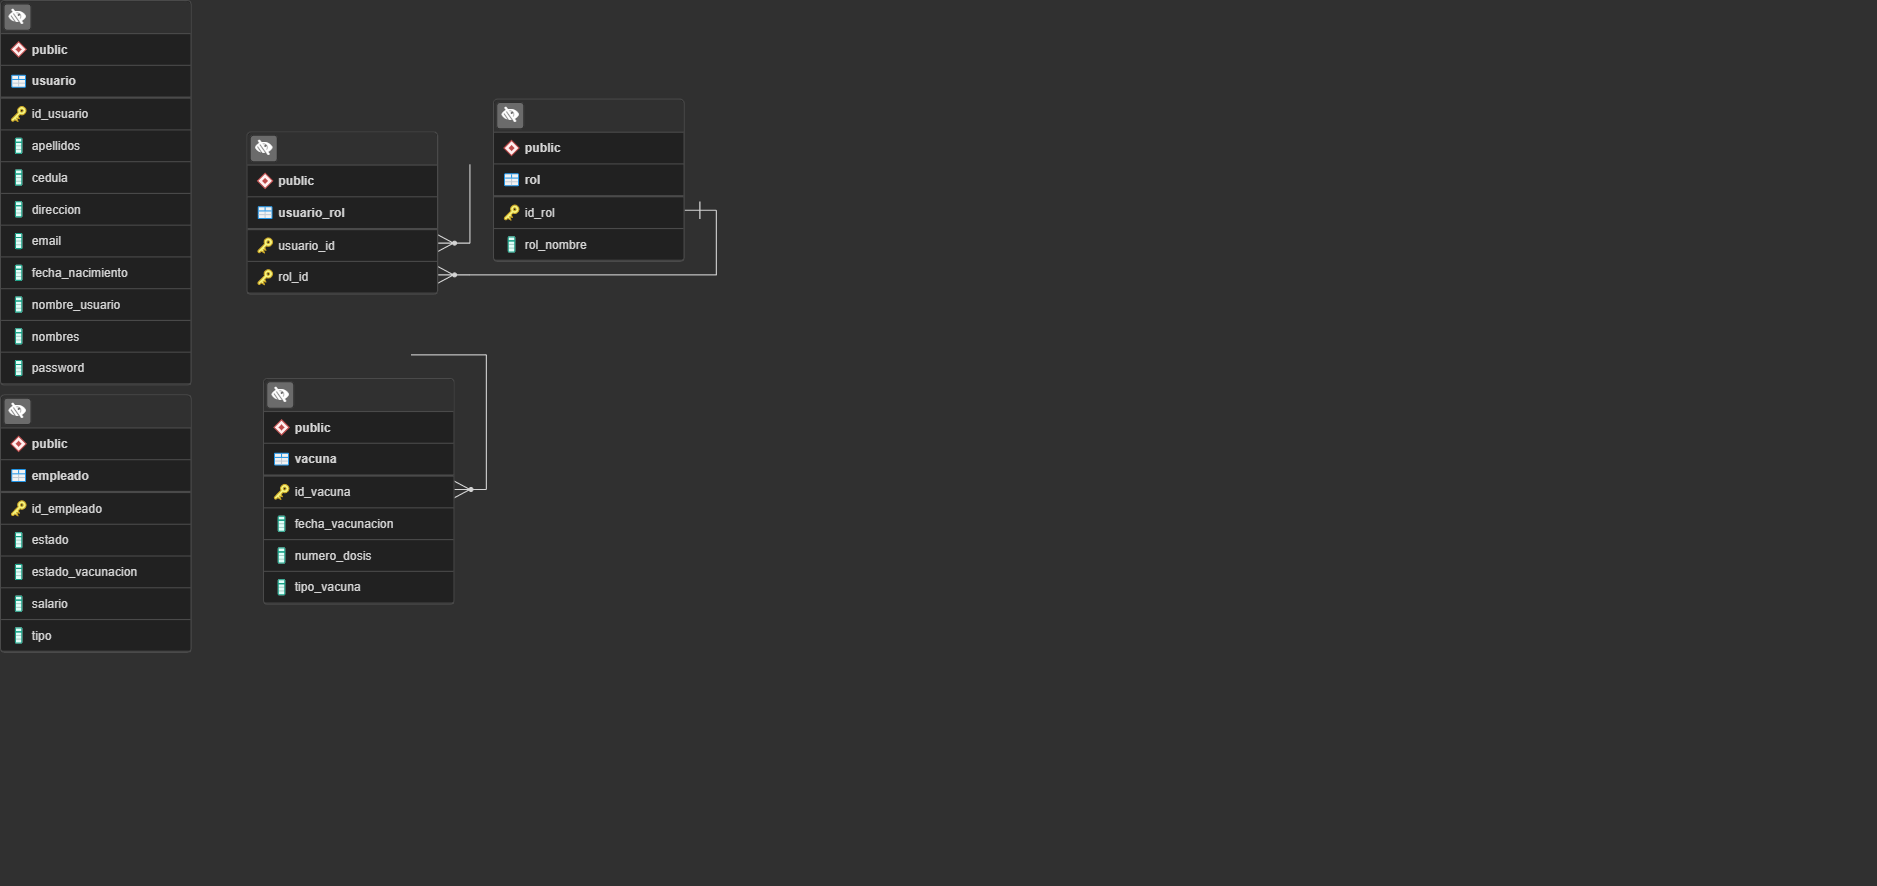 public
usuario
id_usuario
apellidos
cedula
direccion
email
fecha_nacimiento
nombre_usuario
nombres
password
public
empleado
id_empleado
estado
estado_vacunacion
salario
tipo
public
usuario_rol
usuario_id
rol_id
public
rol
id_rol
rol_nombre
public
vacuna
id_vacuna
fecha_vacunacion
numero_dosis
tipo_vacuna